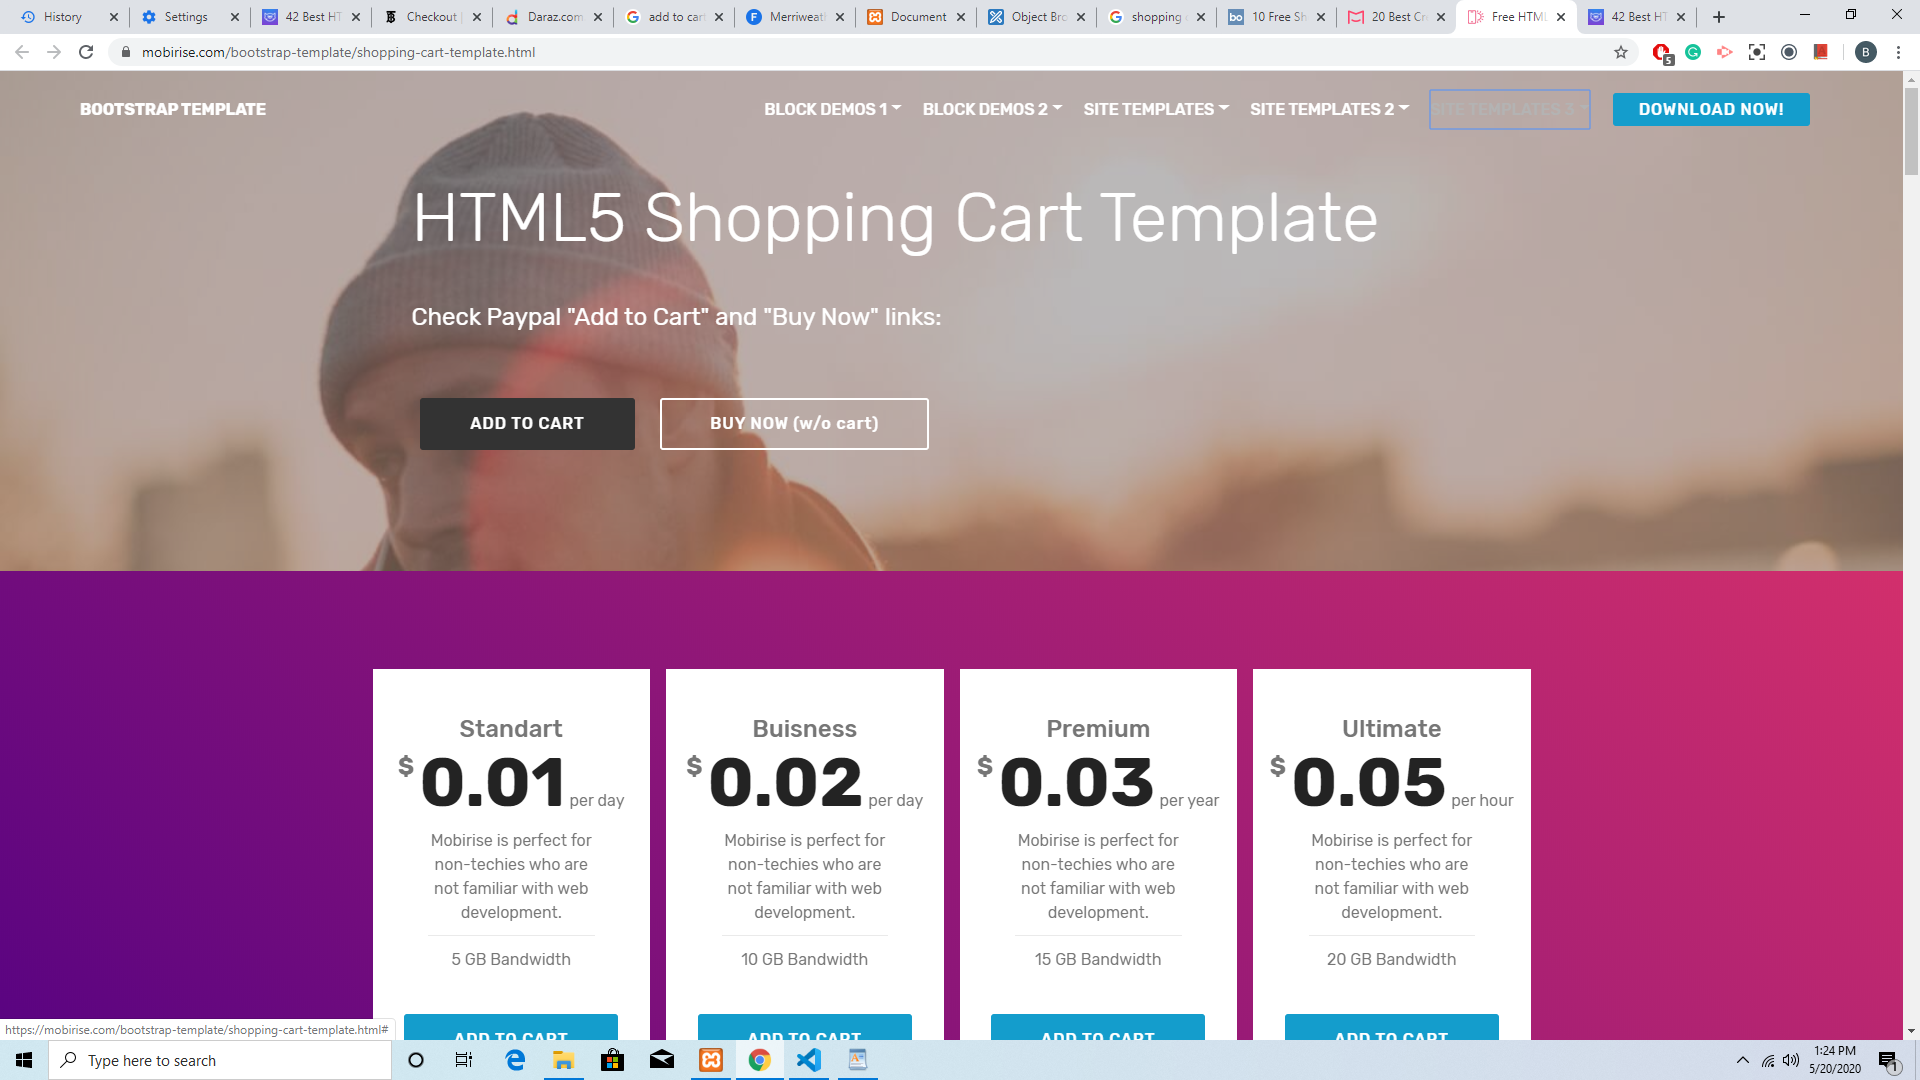 History
Settings
42 Best HT
Checkout
Daraz.com
add to cart
Merriweath
Document
Object Bro
shopping
10 Free Sh
20 Best Cr
Free HTML
42 Best HT
mobirise.com/bootstrap-template/shopping-cart-template.html
5
B
BOOTSTRAP TEMPLATE
BLOCK DEMOS 1
BLOCK DEMOS 2
SITE TEMPLATES
SITE TEMPLATES 2
SITE TEMPLATES 3
DOWNLOAD NOW!
HTML5 Shopping Cart Template
Check Paypal "Add to Cart" and "Buy Now" links:
ADD TO CART
BUY NOW (w/o cart)
Standart
$ 0.01 per day
Mobirise is perfect for
non-techies who are
not familiar with web
development.
5 GB Bandwidth
ADD TO CART
Buisness
$ 0.02 per day
Mobirise is perfect for
non-techies who are
not familiar with web
development.
10 GB Bandwidth
ADD TO CART
Premium
$ 0.03 per year
Mobirise is perfect for
non-techies who are
not familiar with web
development.
15 GB Bandwidth
ADD TO CART
Ultimate
$ 0.05 per hour
Mobirise is perfect for
non-techies who are
not familiar with web
development.
20 GB Bandwidth
ADD TO CART
https://mobirise.com/bootstrap-template/shopping-cart-template.html#
Type here to search
1:24 PM
5/20/2020
1